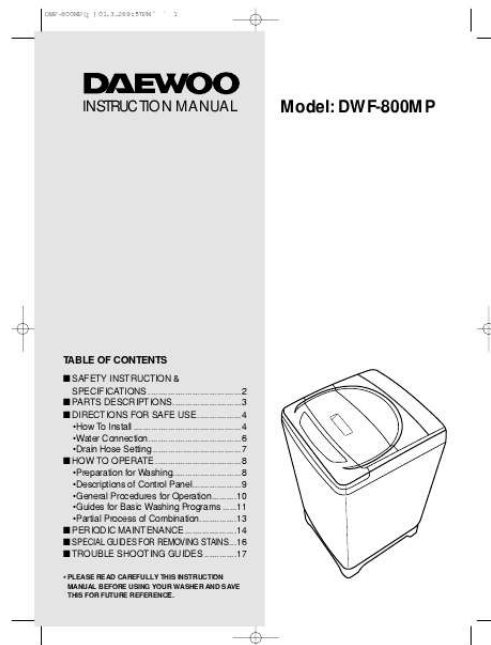 DAEWOO
INSTRUCTION MANUAL
Model: DWF-800MP
TABLE OF CONTENTS
■ SAFETY INSTRUCTION &
SPECIFICATIONS....................................2
■ PARTS DESCRIPTIONS..........................3
■ DIRECTIONS FOR SAFE USE.................4
•How To Install.........................................4
•Water Connection...................................6
•Drain Hose Setting.................................7
■ HOW TO OPERATE................................8
•Preparation for Washing.........................8
•Descriptions of Control Panel..................9
•General Procedures for Operation.........10
•Guides for Basic Washing Programs.....11
•Partial Process of Combination.............13
■ PERIODIC MAINTENANCE...................14
■ SPECIAL GUIDES FOR REMOVING STAINS...16
■ TROUBLE SHOOTING GUIDES............17
• PLEASE READ CAREFULLY THIS INSTRUCTION
MANUAL BEFORE USING YOUR WASHER AND SAVE
THIS FOR FUTURE REFERENCE.